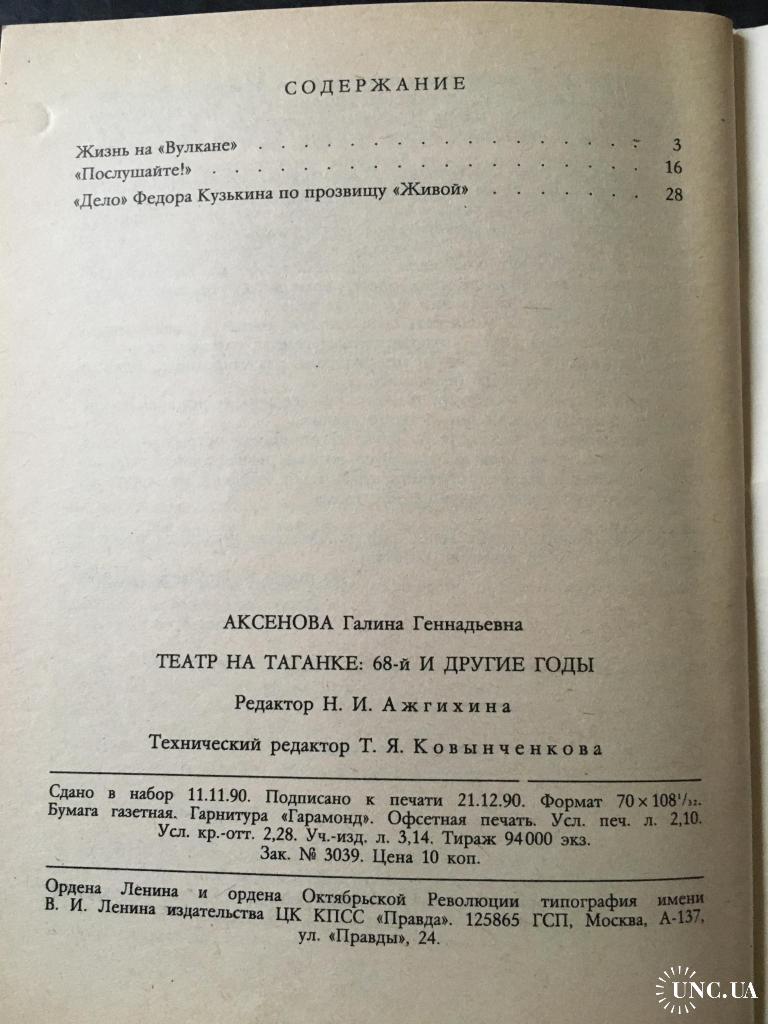 СОДЕРЖАНИЕ
Жизнь на «Вулкане» . . . . . . . . . . . . . . . . . 3
«Послушайте!» . . . . . . . . . . . . . . . . . . . 16
«Дело» Федора Кузькина по прозвищу «Живой» . . . . . . . 28
АКСЕНОВА Галина Геннадьевна
ТЕАТР НА ТАГАНКЕ: 68-й И ДРУГИЕ ГОДЫ
Редактор Н. И. Ажгихина
Технический редактор Т. Я. Ковынченкова
Сдано в набор 11.11.90. Подписано к печати 21.12.90. Формат 70 × 108¹/₃₂.
Бумага газетная. Гарнитура «Гарамонд». Офсетная печать. Усл. печ. л. 2,10.
Усл. кр.-отт. 2,28. Уч.-изд. л. 3,14. Тираж 94 000 экз.
Зак. № 3039. Цена 10 коп.
Ордена Ленина и ордена Октябрьской Революции типография имени
В. И. Ленина издательства ЦК КПСС «Правда». 125865 ГСП, Москва, А-137,
ул. «Правды», 24.
UNC.UA